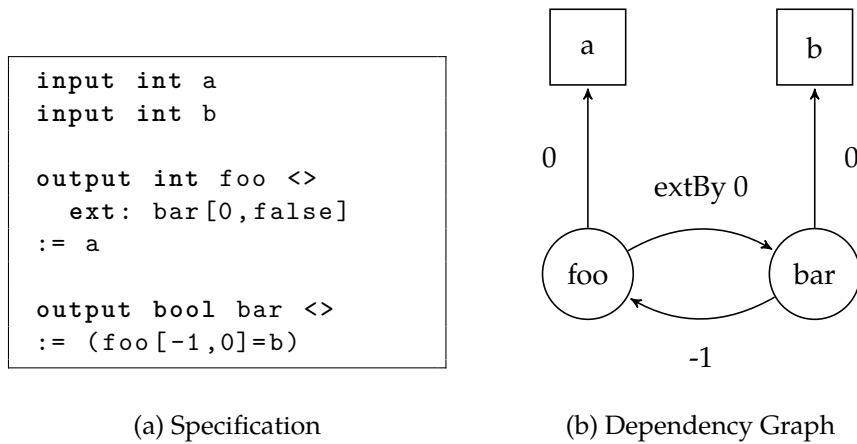 input int a
input int b
output int foo <>
ext: bar[0,false]
:= a
output bool bar <>
:= (foo[-1,0]=b)
(a) Specification
a
b
0
0
extBy 0
foo
bar
-1
(b) Dependency Graph